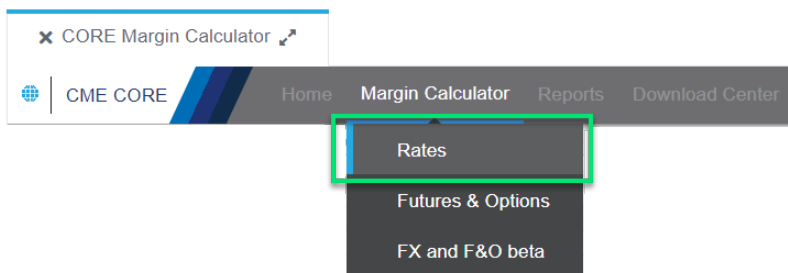 CORE Margin Calculator
CME CORE Home Margin Calculator Reports Download Center
Rates
Futures & Options
FX and F&O beta